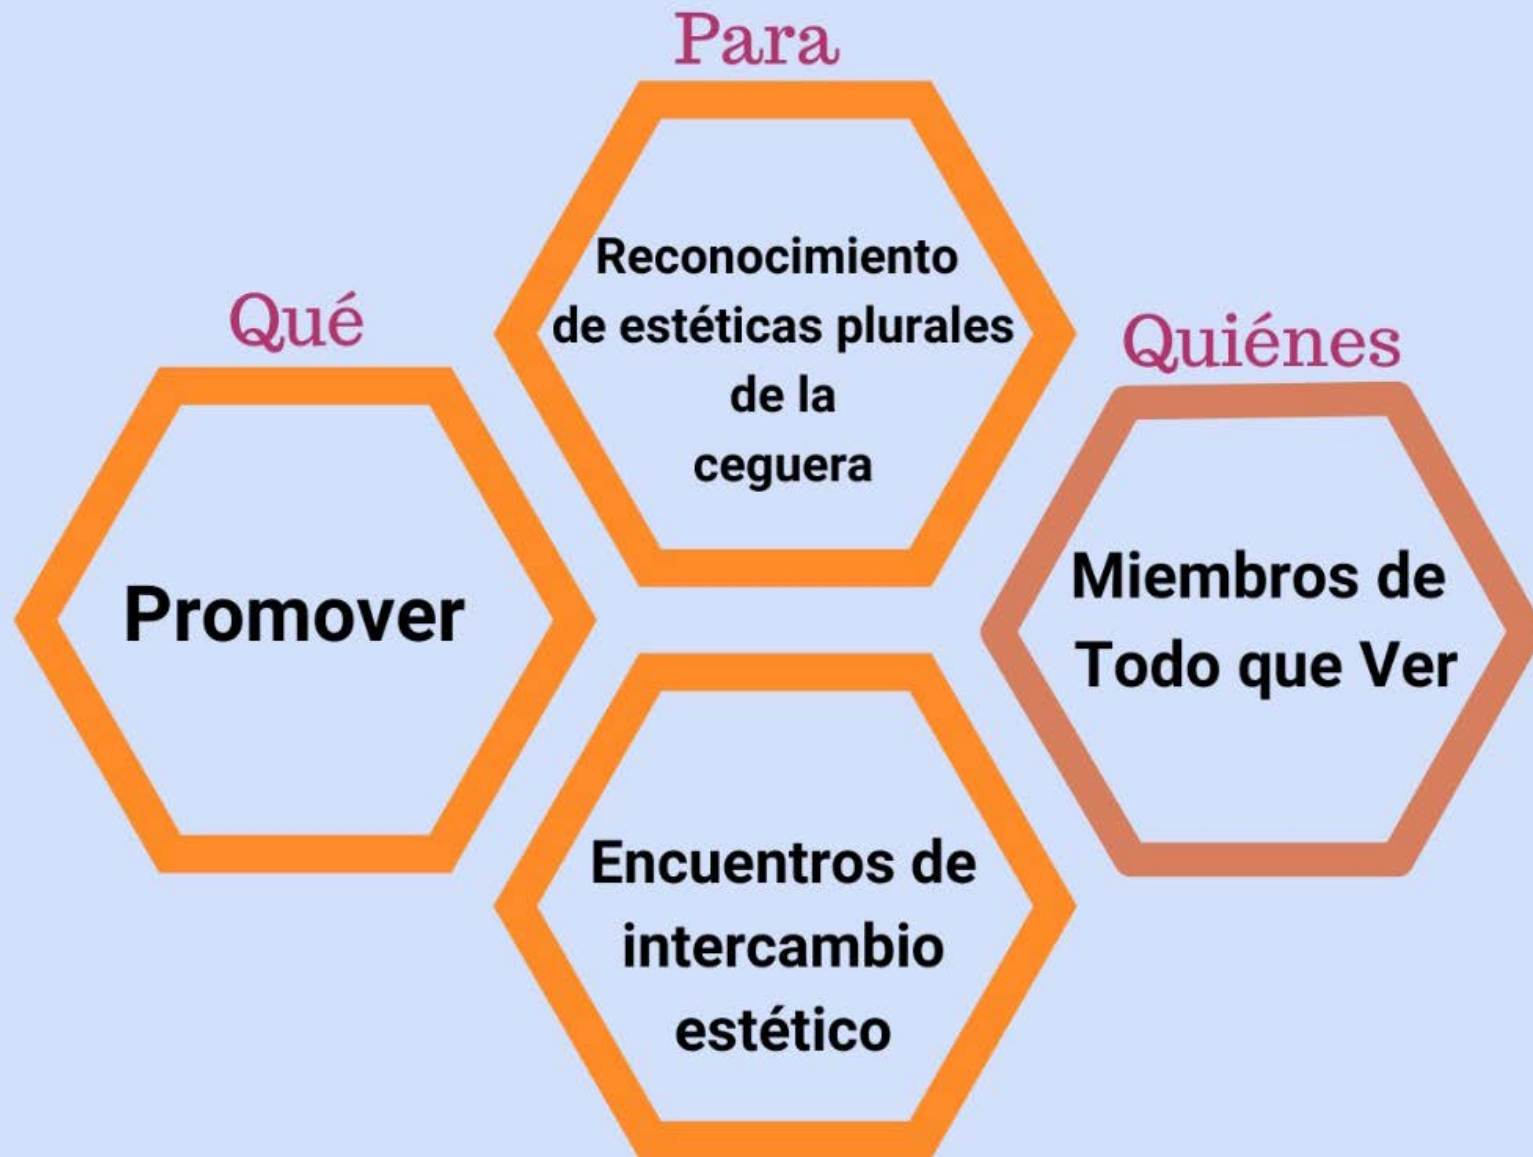 Para
Reconocimiento
de estéticas plurales
de la
ceguera
Qué
Promover
Quiénes
Miembros de
Todo que Ver
Encuentros de
intercambio
estético